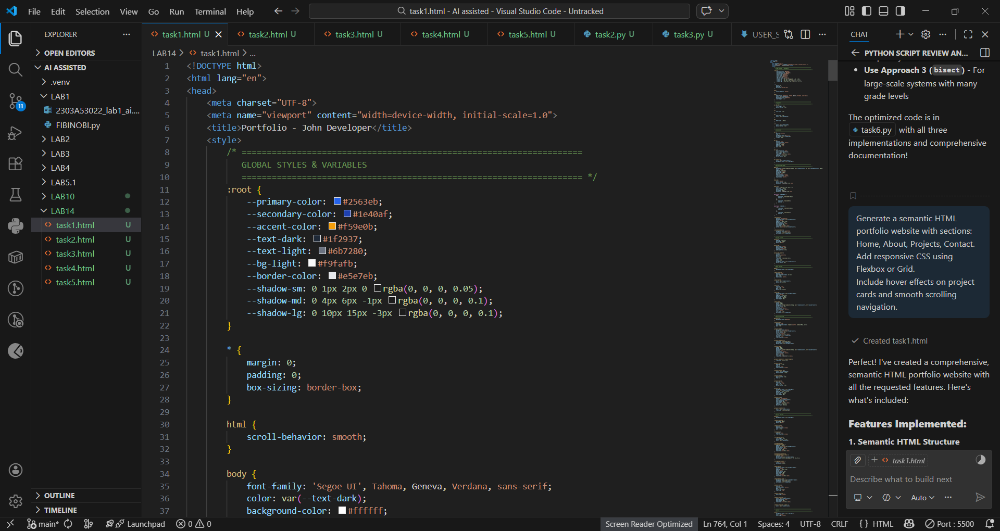 File Edit Selection View Go Run Terminal Help
task1.html - AI assisted - Visual Studio Code - Untracked
EXPLORER
OPEN EDITORS
AI ASSISTED
.venv
LAB1
2303A53022_lab1_ai....
FIBINOBI.py
LAB2
LAB3
LAB4
LAB5.1
LAB10
LAB14
task1.html U
task2.html U
task3.html U
task4.html U
task5.html U
OUTLINE
TIMELINE
11
task1.html U task2.html U task3.html U task4.html U task5.html U task2.py U task3.py U USER_S
LAB14 > task1.html > ...
1 <!DOCTYPE html>
2 <html lang="en">
3 <head>
4 <meta charset="UTF-8">
5 <meta name="viewport" content="width=device-width, initial-scale=1.0">
6 <title>Portfolio - John Developer</title>
7 <style>
8 /* ====================================================================
9 GLOBAL STYLES & VARIABLES
10 ==================================================================== */
11 :root {
12 --primary-color: #2563eb;
13 --secondary-color: #1e40af;
14 --accent-color: #f59e0b;
15 --text-dark: #1f2937;
16 --text-light: #6b7280;
17 --bg-light: #f9fafb;
18 --border-color: #e5e7eb;
19 --shadow-sm: 0 1px 2px 0 rgba(0, 0, 0, 0.05);
20 --shadow-md: 0 4px 6px -1px rgba(0, 0, 0, 0.1);
21 --shadow-lg: 0 10px 15px -3px rgba(0, 0, 0, 0.1);
22 }
23
24 * {
25 margin: 0;
26 padding: 0;
27 box-sizing: border-box;
28 }
29
30 html {
31 scroll-behavior: smooth;
32 }
33
34 body {
35 font-family: 'Segoe UI', Tahoma, Geneva, Verdana, sans-serif;
36 color: var(--text-dark);
37 background-color: #ffffff;
CHAT
PYTHON SCRIPT REVIEW AN...
Use Approach 3 (bisect) - For
large-scale systems with many
grade levels
The optimized code is in
task6.py with all three
implementations and comprehensive
documentation!
Generate a semantic HTML
portfolio website with sections:
Home, About, Projects, Contact.
Add responsive CSS using
Flexbox or Grid.
Include hover effects on project
cards and smooth scrolling
navigation.
Created task1.html
Perfect! I've created a comprehensive,
semantic HTML portfolio website with
all the requested features. Here's
what's included:
Features Implemented:
1. Semantic HTML Structure
task1.html
Describe what to build next
Auto
main* Launchpad 0 0 Screen Reader Optimized Ln 764, Col 1 Spaces: 4 UTF-8 CRLF { } HTML Port : 5500